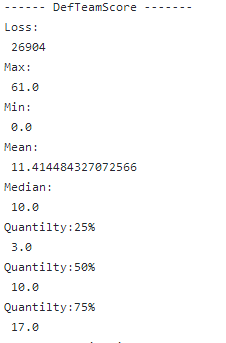 ------ DefTeamScore -------
Loss:
26904
Max:
61.0
Min:
0.0
Mean:
11.414484327072566
Median:
10.0
Quantilty:25%
3.0
Quantilty:50%
10.0
Quantilty:75%
17.0